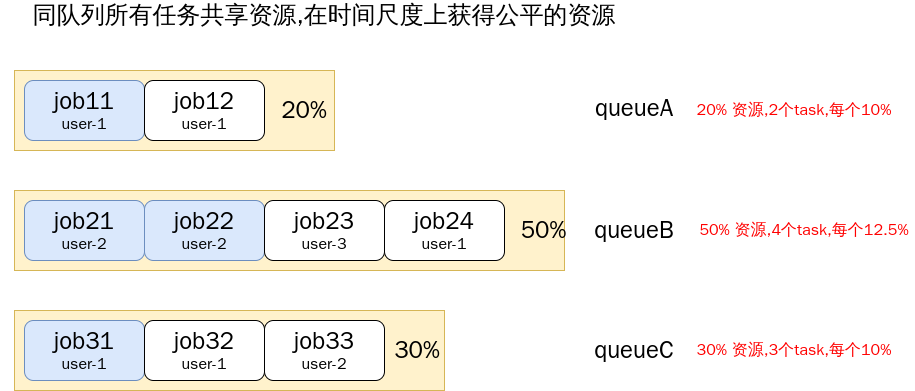 同队列所有任务共享资源,在时间尺度上获得公平的资源
job11
user-1
job12
user-1
20%
queueA
20% 资源,2个task,每个10%
job21
user-2
job22
user-2
job23
user-3
job24
user-1
50%
queueB
50% 资源,4个task,每个12.5%
job31
user-1
job32
user-1
job33
user-2
30%
queueC
30% 资源,3个task,每个10%